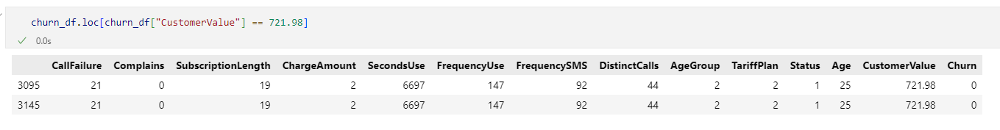 churn_df.loc[churn_df["CustomerValue"] == 721.98]
0.0s
CallFailure Complains SubscriptionLength ChargeAmount SecondsUse FrequencyUse FrequencySMS DistinctCalls AgeGroup TariffPlan Status Age CustomerValue Churn
3095 21 0 19 2 6697 147 92 44 2 2 1 25 721.98 0
3145 21 0 19 2 6697 147 92 44 2 2 1 25 721.98 0